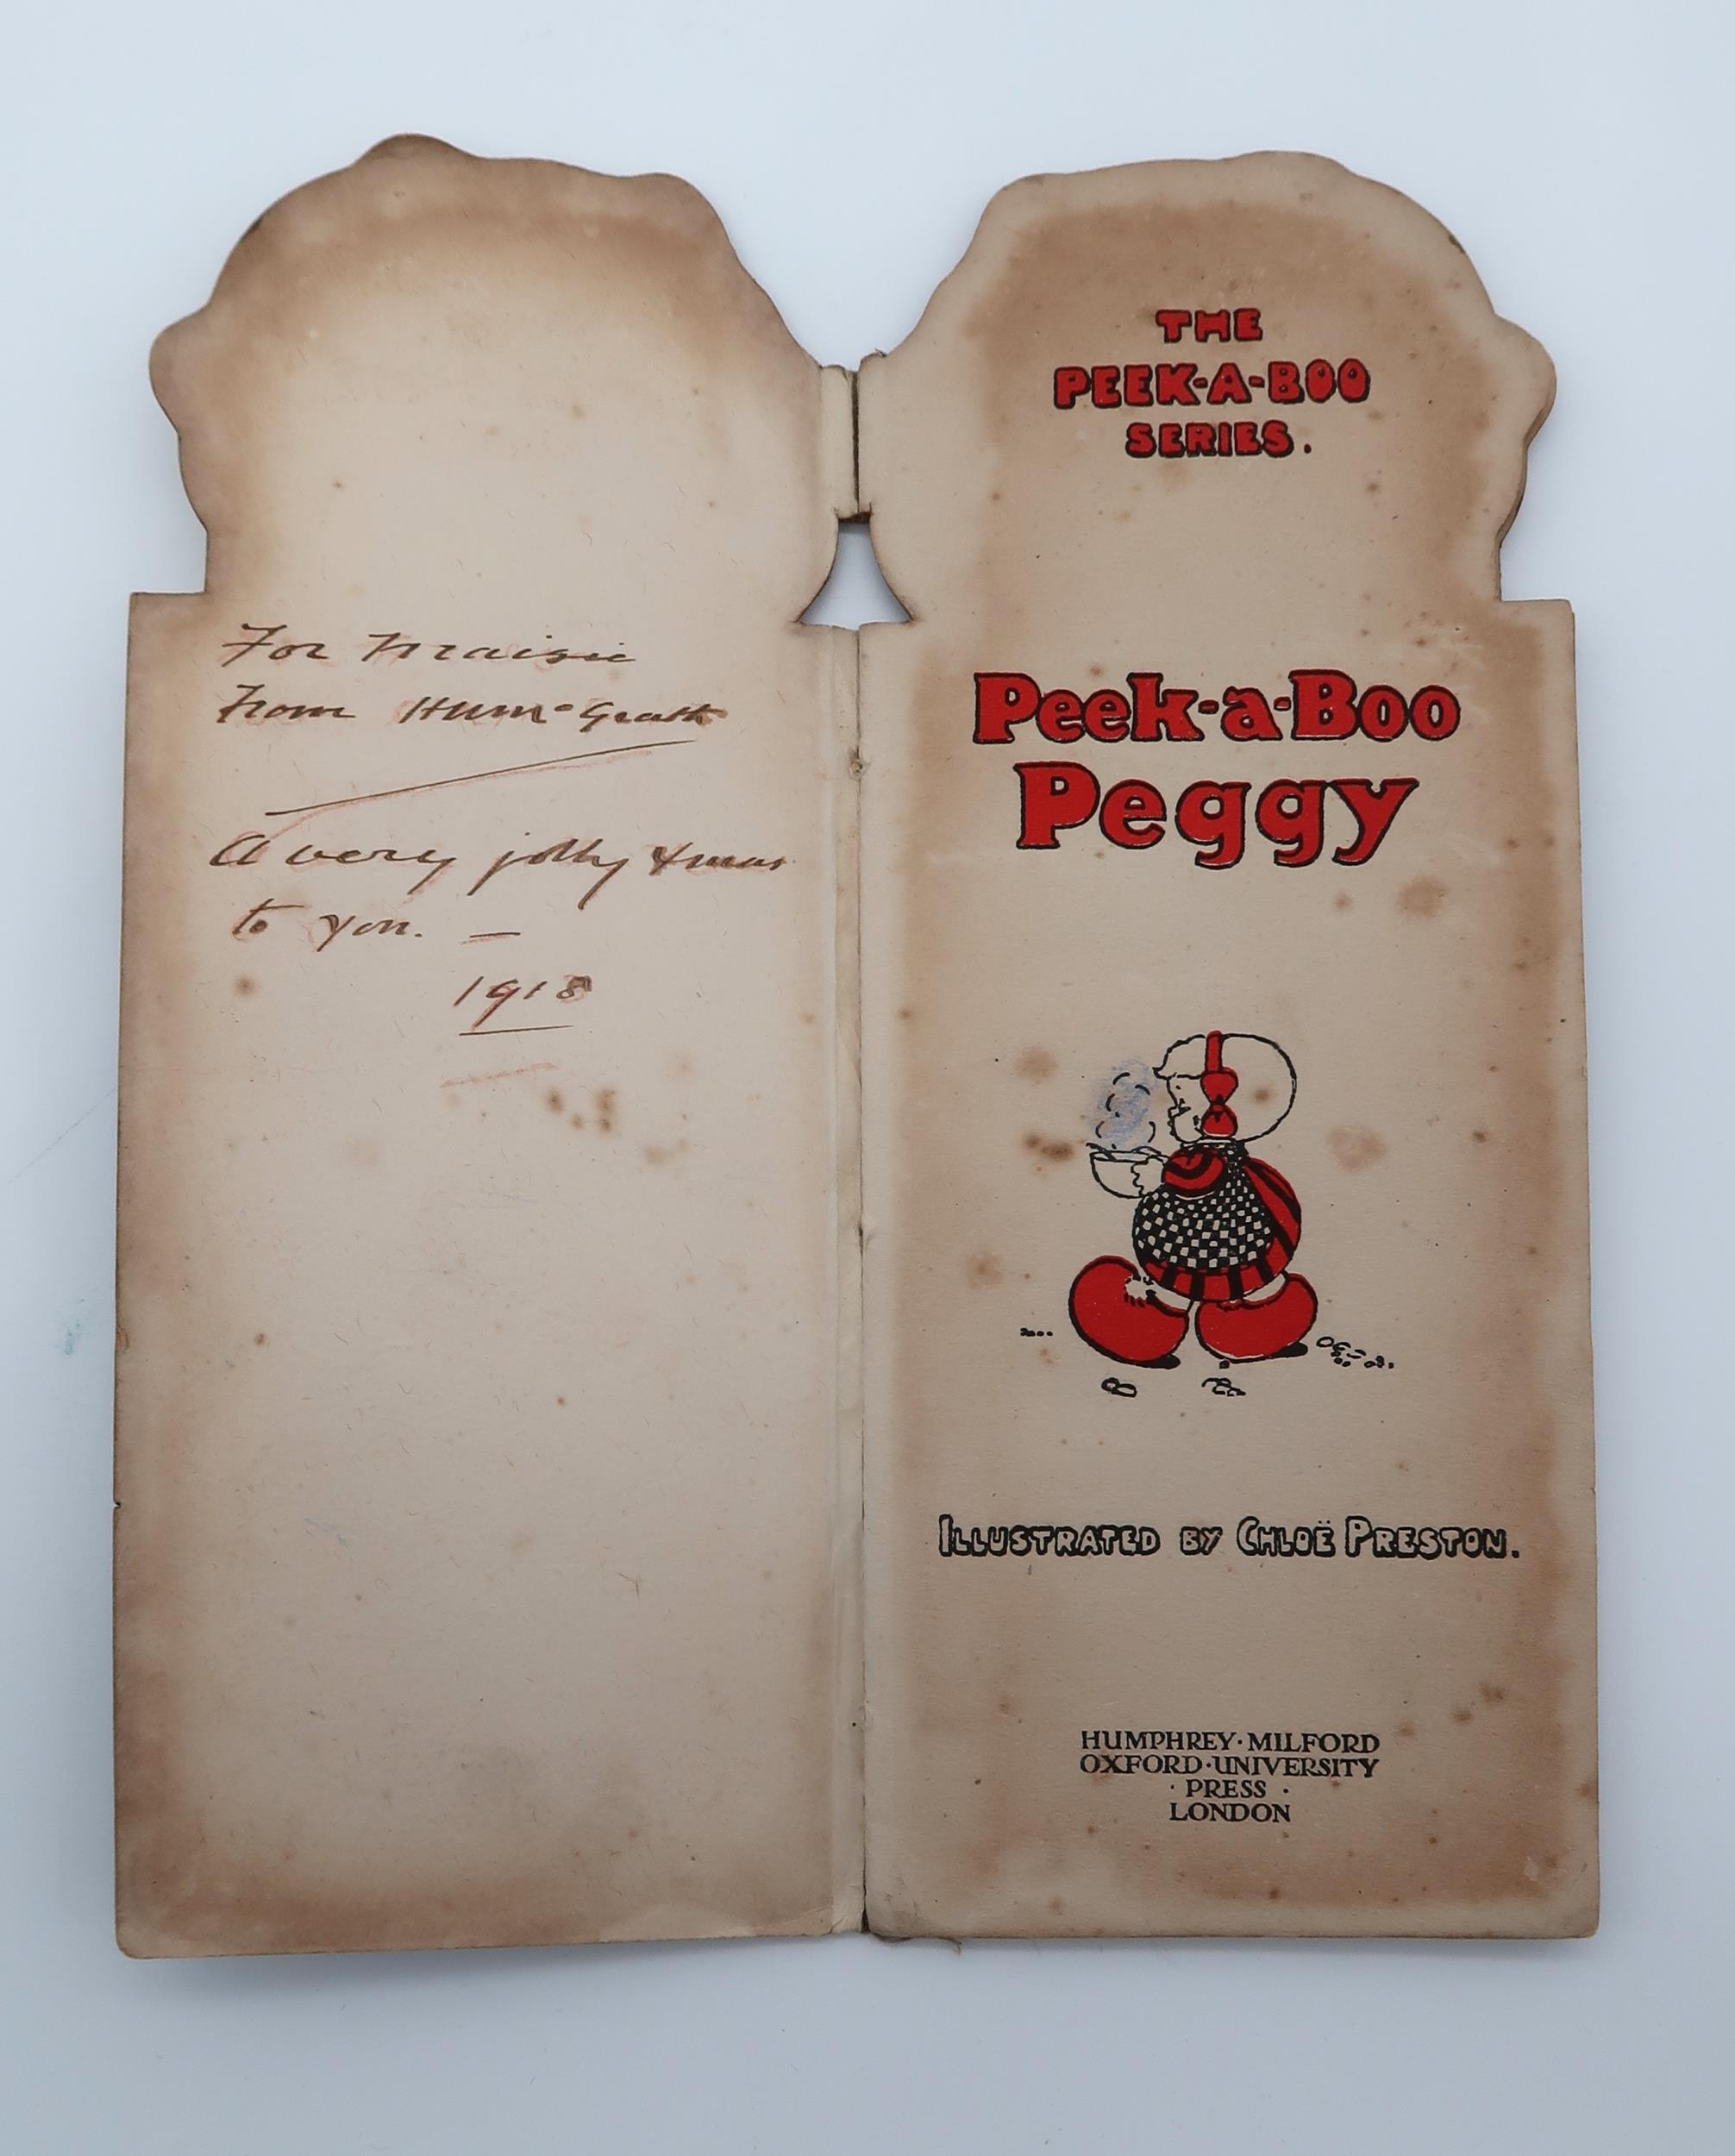 For Maisie
From
A very jolly Xmas
to you. —
1918
THE
PEEK-A-BOO
SERIES.
Peek-a-Boo
Peggy
ILLUSTRATED BY CHLOË PRESTON.
HUMPHREY·MILFORD
OXFORD·UNIVERSITY
· PRESS ·
LONDON